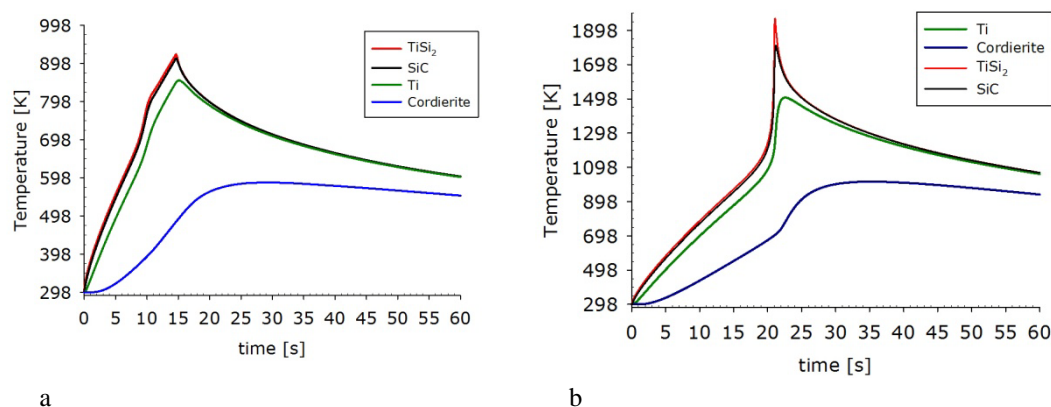 998
898
798
698
598
498
398
298
Temperature [K]
0 5 10 15 20 25 30 35 40 45 50 55 60
time [s]
TiSi₂
SiC
Ti
Cordierite
a
1898
1698
1498
1298
1098
898
698
498
298
Temperature [K]
0 5 10 15 20 25 30 35 40 45 50 55 60
time [s]
Ti
Cordierite
TiSi₂
SiC
b